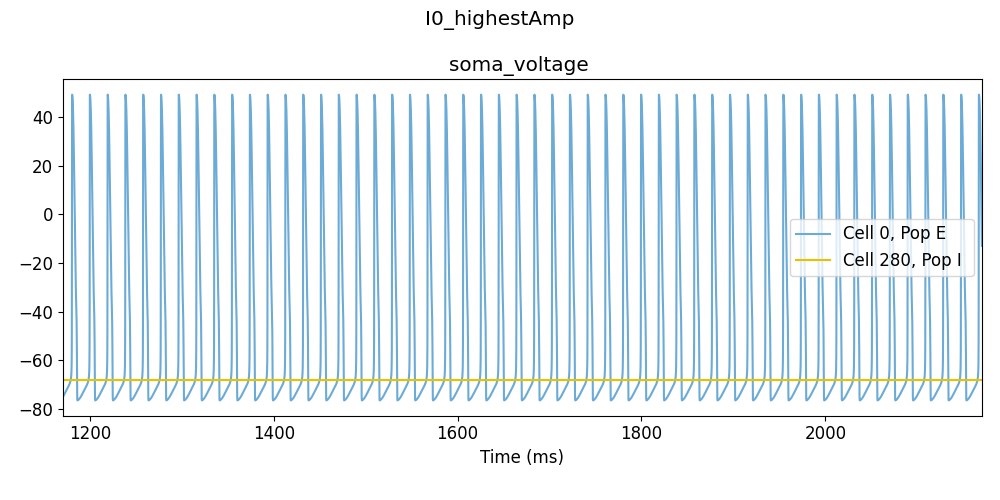 I0_highestAmp
soma_voltage
40
20
0
−20
−40
−60
−80
Cell 0, Pop E
Cell 280, Pop I
1200 1400 1600 1800 2000
Time (ms)